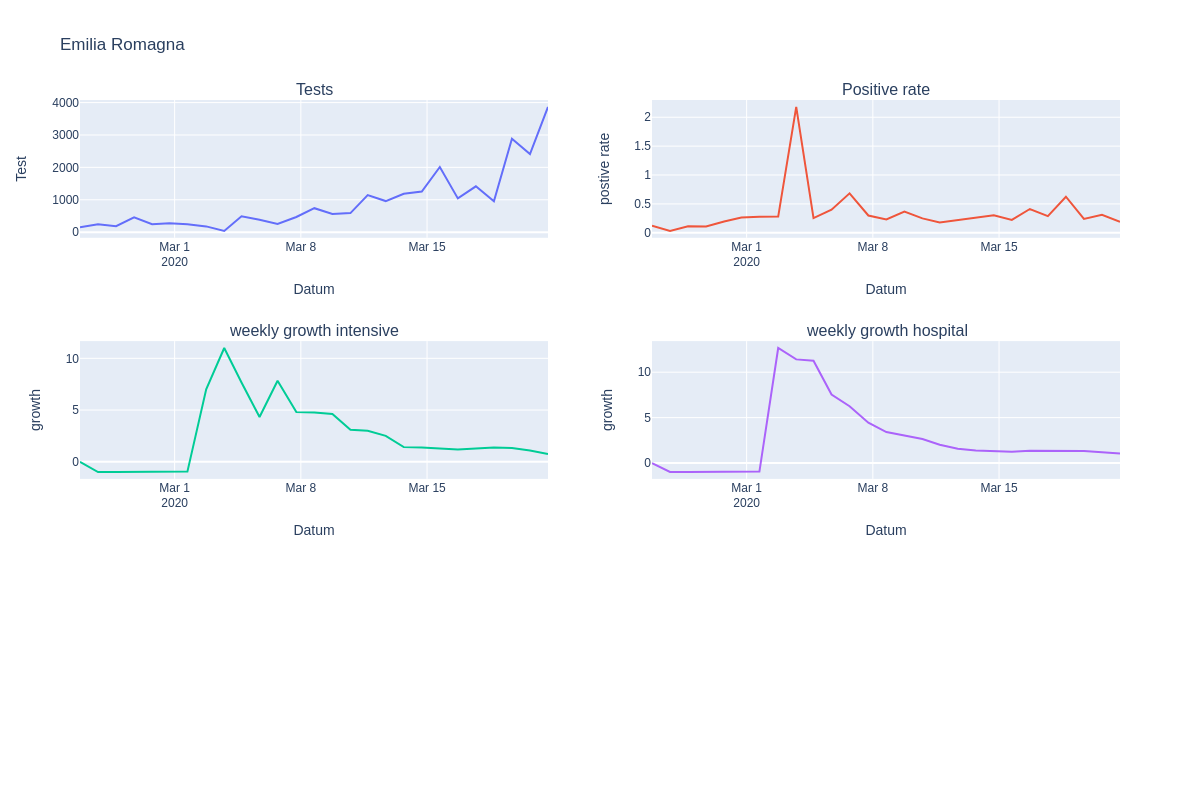 Emilia Romagna
Tests
Positive rate
4000
3000
2000
1000
0
Test
Mar 1
2020
Mar 8
Mar 15
Datum
2
1.5
1
0.5
0
postive rate
Mar 1
2020
Mar 8
Mar 15
Datum
weekly growth intensive
weekly growth hospital
10
5
0
growth
Mar 1
2020
Mar 8
Mar 15
Datum
10
5
0
growth
Mar 1
2020
Mar 8
Mar 15
Datum